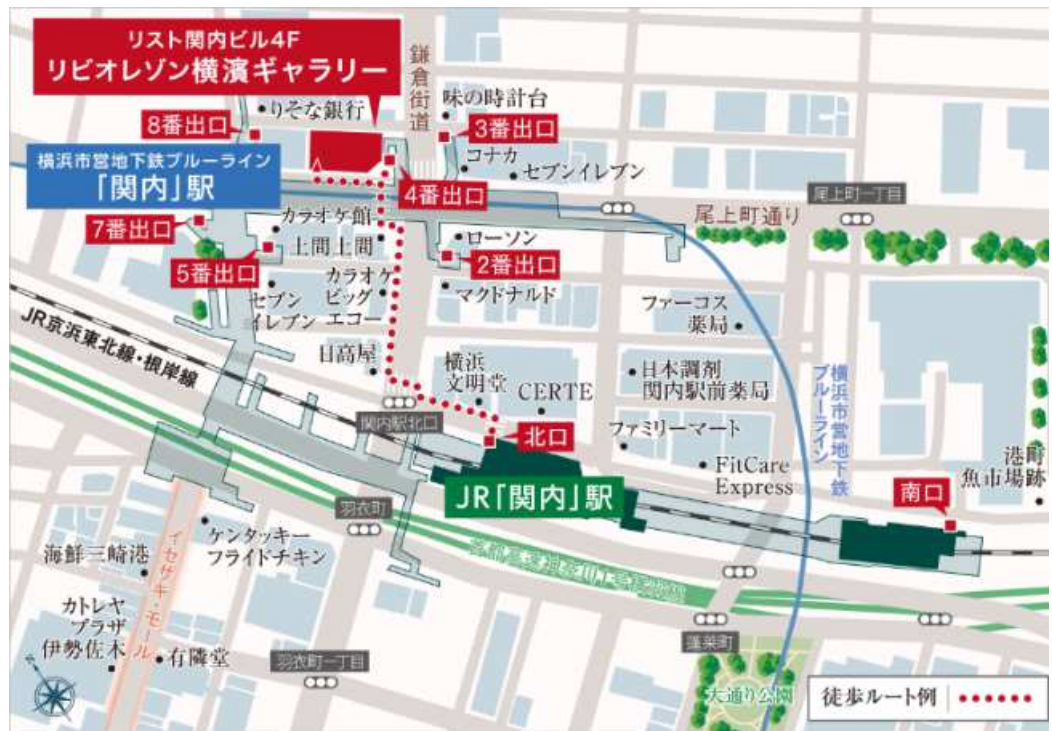 リスト関内ビル4F
リビオレゾン横濱ギャラリー
鎌倉街道
りそな銀行
味の時計台
8番出口
3番出口
横浜市営地下鉄ブルーライン
「関内」駅
コナカ
セブンイレブン
4番出口
尾上町一丁目
尾上町通り
7番出口
カラオケ館
土間土間
ローソン
5番出口
2番出口
セブン
イレブン
カラオケ
ビッグ
エコー
マクドナルド
ファーコス
薬局
JR京浜東北線・根岸線
日高屋
横浜
文明堂
CERTE
日本調剤
関内駅前薬局
横浜市営地下鉄
ブルーライン
関内駅北口
北口
ファミリーマート
FitCare
Express
港町
魚市場跡
JR「関内」駅
南口
羽衣町
ケンタッキー
フライドチキン
首都高速神奈川1号横羽線
海鮮三崎港
イセザキ・モール
カトレヤ
プラザ
伊勢佐木
有隣堂
羽衣町一丁目
蓬莱町
大通り公園
徒歩ルート例